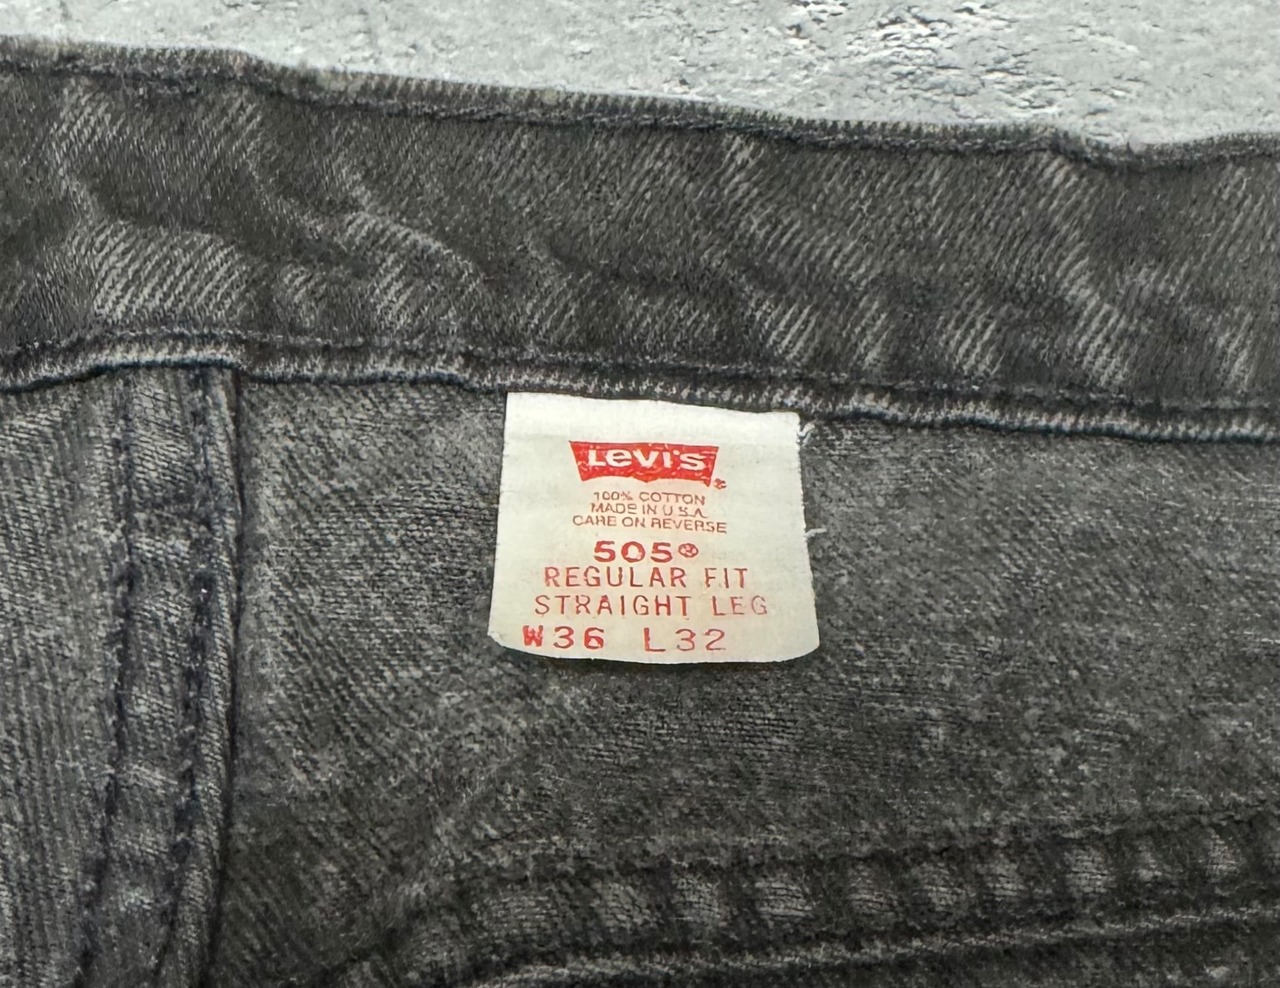 Levi's®
100% COTTON
MADE IN U.S.A.
CARE ON REVERSE
505®
REGULAR FIT
STRAIGHT LEG
W36 L32